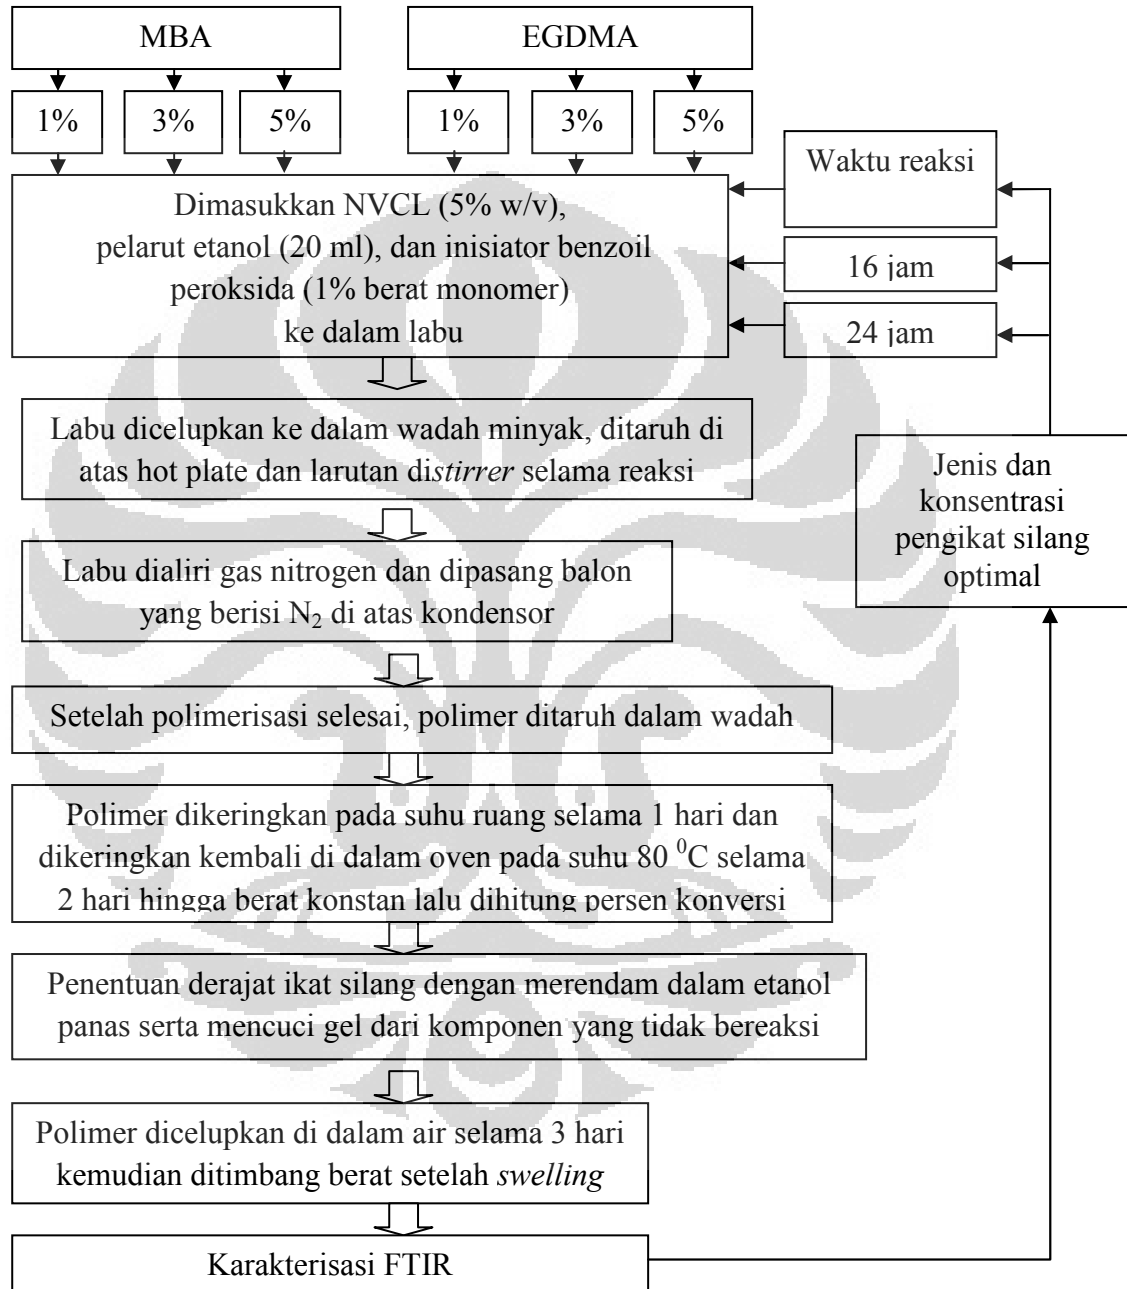 MBA
EGDMA
1%
3%
5%
1%
3%
5%
Waktu reaksi
16 jam
24 jam
Dimasukkan NVCL (5% w/v),
pelarut etanol (20 ml), dan inisiator benzoil
peroksida (1% berat monomer)
ke dalam labu
Labu dicelupkan ke dalam wadah minyak, ditaruh di
atas hot plate dan larutan distirrer selama reaksi
Jenis dan
konsentrasi
pengikat silang
optimal
Labu dialiri gas nitrogen dan dipasang balon
yang berisi N₂ di atas kondensor
Setelah polimerisasi selesai, polimer ditaruh dalam wadah
Polimer dikeringkan pada suhu ruang selama 1 hari dan
dikeringkan kembali di dalam oven pada suhu 80 ⁰C selama
2 hari hingga berat konstan lalu dihitung persen konversi
Penentuan derajat ikat silang dengan merendam dalam etanol
panas serta mencuci gel dari komponen yang tidak bereaksi
Polimer dicelupkan di dalam air selama 3 hari
kemudian ditimbang berat setelah swelling
Karakterisasi FTIR